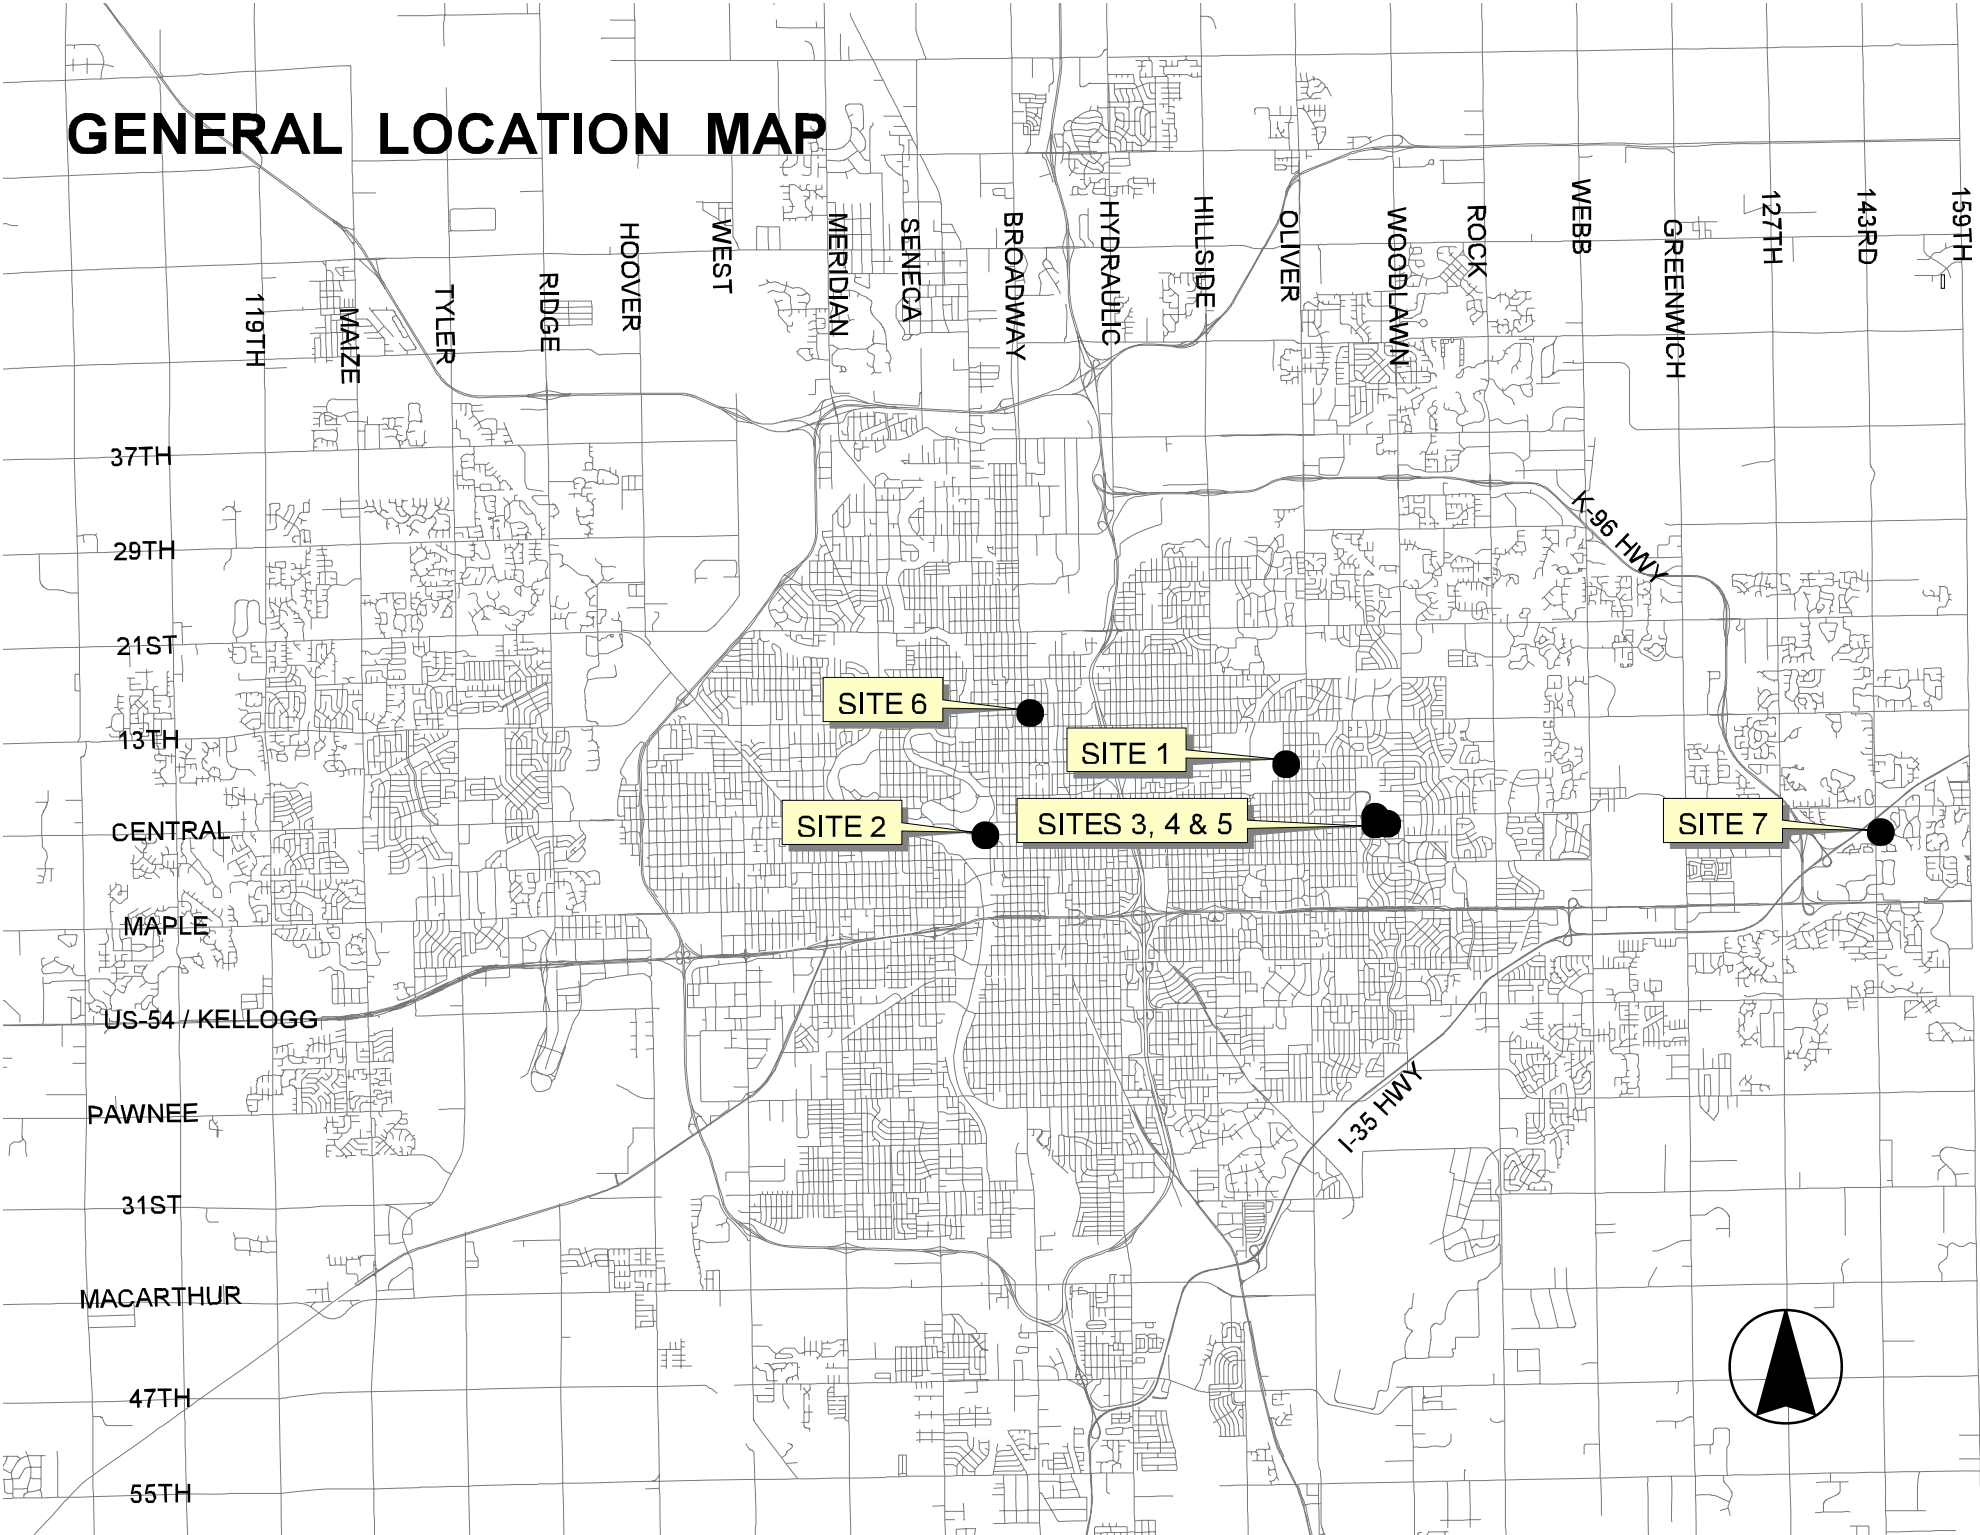 GENERAL LOCATION MAP
119TH
MAIZE
TYLER
RIDGE
HOOVER
WEST
MERIDIAN
SENECA
BROADWAY
HYDRAULIC
HILLSIDE
OLIVER
WOODLAWN
ROCK
WEBB
GREENWICH
127TH
143RD
159TH
37TH
29TH
21ST
13TH
CENTRAL
MAPLE
US-54 / KELLOGG
PAWNEE
31ST
MACARTHUR
47TH
55TH
K-96 HWY
I-35 HWY
SITE 6
SITE 1
SITE 2
SITES 3, 4 & 5
SITE 7